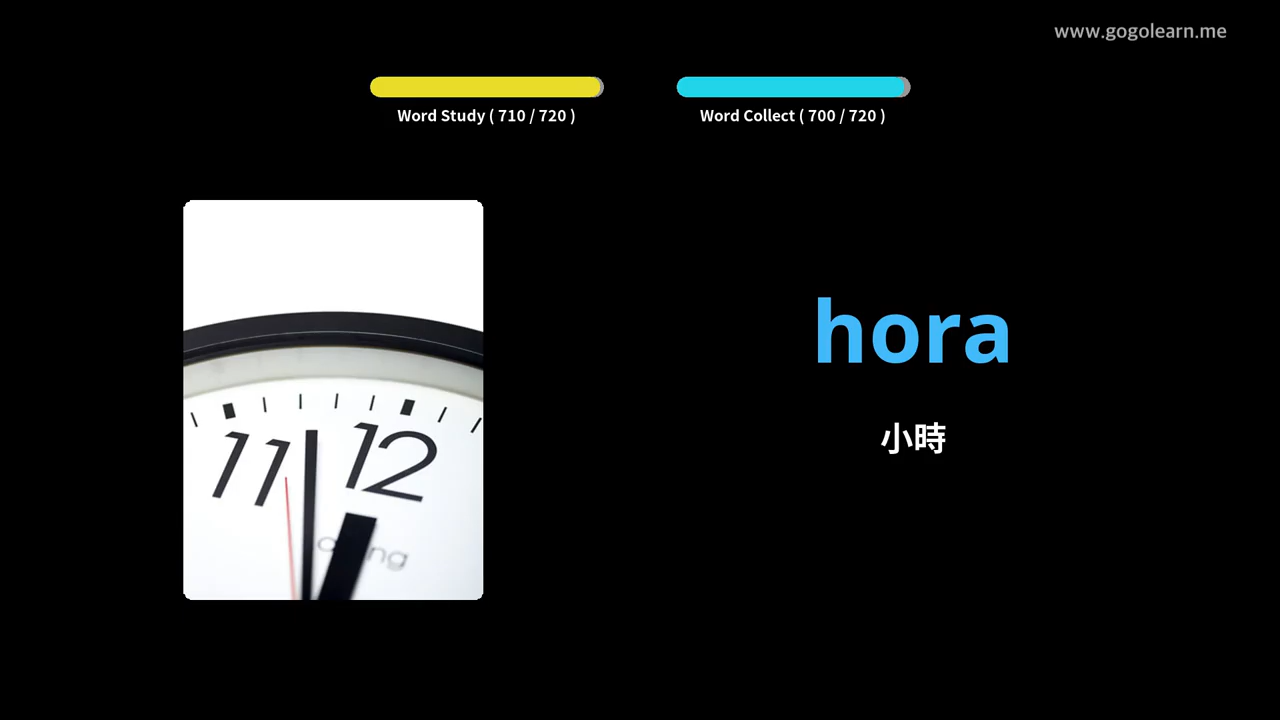 www.gogolearn.me
Word Study ( 710 / 720 )
Word Collect ( 700 / 720 )
11
12
hora
小時